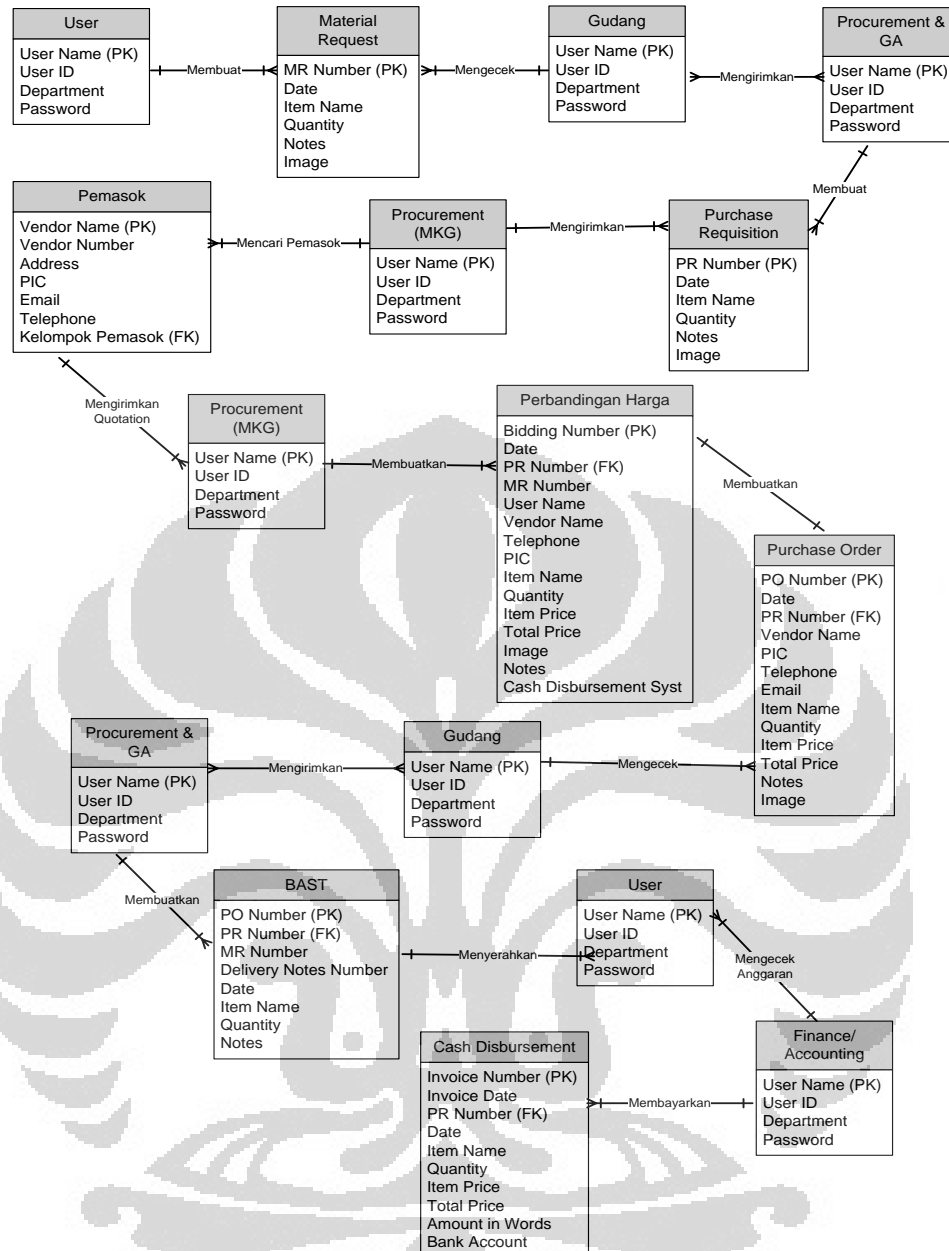 User
User Name (PK)
User ID
Department
Password
Membuat
Material
Request
MR Number (PK)
Date
Item Name
Quantity
Notes
Image
Mengecek
Gudang
User Name (PK)
User ID
Department
Password
Mengirimkan
Procurement &
GA
User Name (PK)
User ID
Department
Password
Membuat
Pemasok
Vendor Name (PK)
Vendor Number
Address
PIC
Email
Telephone
Kelompok Pemasok (FK)
Mencari Pemasok
Procurement
(MKG)
User Name (PK)
User ID
Department
Password
Mengirimkan
Purchase
Requisition
PR Number (PK)
Date
Item Name
Quantity
Notes
Image
Mengirimkan
Quotation
Procurement
(MKG)
User Name (PK)
User ID
Department
Password
Membuatkan
Perbandingan Harga
Bidding Number (PK)
Date
PR Number (FK)
MR Number
User Name
Vendor Name
Telephone
PIC
Item Name
Quantity
Item Price
Total Price
Image
Notes
Cash Disbursement Syst
Membuatkan
Purchase Order
PO Number (PK)
Date
PR Number (FK)
Vendor Name
PIC
Telephone
Email
Item Name
Quantity
Item Price
Total Price
Notes
Image
Procurement &
GA
User Name (PK)
User ID
Department
Password
Mengirimkan
Gudang
User Name (PK)
User ID
Department
Password
Mengecek
Membuatkan
BAST
PO Number (PK)
PR Number (FK)
MR Number
Delivery Notes Number
Date
Item Name
Quantity
Notes
Menyerahkan
User
User Name (PK)
User ID
Department
Password
Mengecek
Anggaran
Cash Disbursement
Invoice Number (PK)
Invoice Date
PR Number (FK)
Date
Item Name
Quantity
Item Price
Total Price
Amount in Words
Bank Account
Membayarkan
Finance/
Accounting
User Name (PK)
User ID
Department
Password